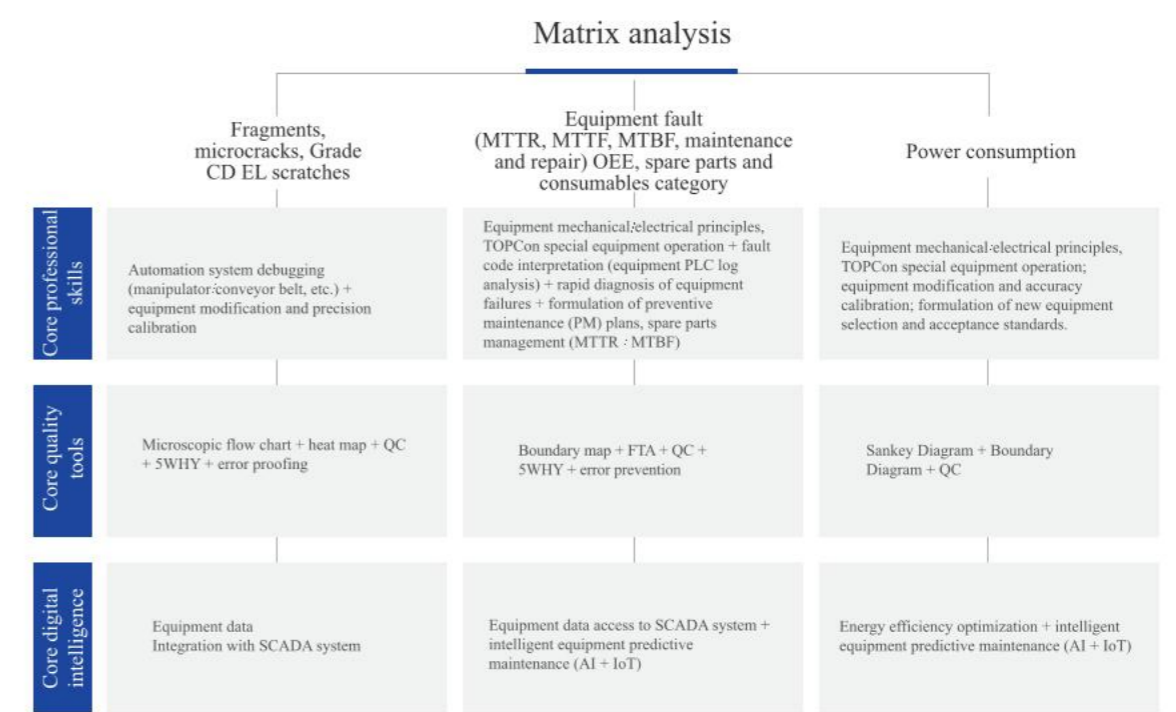 Matrix analysis
Fragments,
microcracks, Grade
CD EL scratches
Equipment fault
(MTTR, MTTF, MTBF, maintenance
and repair) OEE, spare parts and
consumables category
Power consumption
Core professional
skills
Automation system debugging
(manipulator:conveyor belt, etc.) +
equipment modification and precision
calibration
Equipment mechanical:electrical principles,
TOPCon special equipment operation + fault
code interpretation (equipment PLC log
analysis) + rapid diagnosis of equipment
failures + formulation of preventive
maintenance (PM) plans, spare parts
management (MTTR : MTBF)
Equipment mechanical:electrical principles,
TOPCon special equipment operation;
equipment modification and accuracy
calibration; formulation of new equipment
selection and acceptance standards.
Core quality
tools
Microscopic flow chart + heat map + QC
+ 5WHY + error proofing
Boundary map + FTA + QC +
5WHY + error prevention
Sankey Diagram + Boundary
Diagram + QC
Core digital
intelligence
Equipment data
Integration with SCADA system
Equipment data access to SCADA system +
intelligent equipment predictive
maintenance (AI + IoT)
Energy efficiency optimization + intelligent
equipment predictive maintenance (AI + IoT)